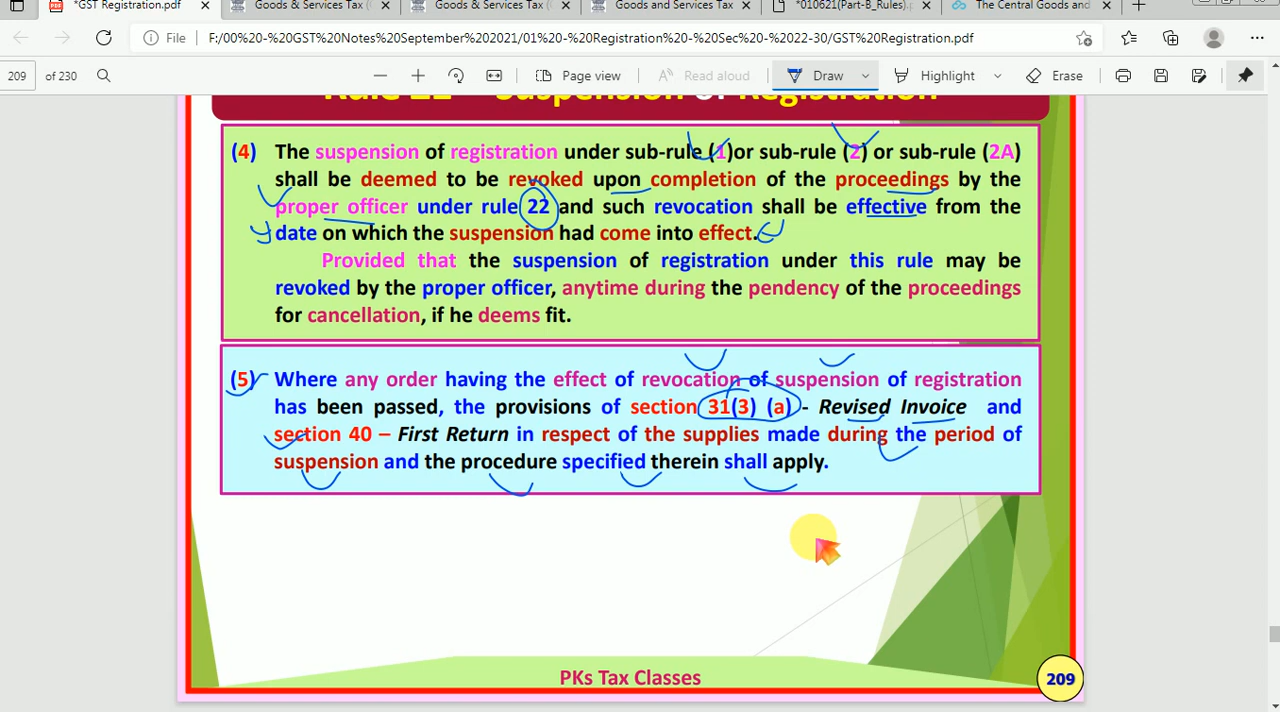 *GST Registration.pdf
Goods & Services Tax (
Goods & Services Tax (
Goods and Services Tax
*010621(Part-B_Rules).p
The Central Goods and
File F:/00%20-%20GST%20Notes%20September%202021/01%20-%20Registration%20-%20Sec%20-%2022-30/GST%20Registration.pdf
209 of 230 Page view Read aloud Draw Highlight Erase
Suspension of Registration
(4) The suspension of registration under sub-rule (1)or sub-rule (2) or sub-rule (2A)
shall be deemed to be revoked upon completion of the proceedings by the
proper officer under rule 22 and such revocation shall be effective from the
date on which the suspension had come into effect.
Provided that the suspension of registration under this rule may be
revoked by the proper officer, anytime during the pendency of the proceedings
for cancellation, if he deems fit.
(5) Where any order having the effect of revocation of suspension of registration
has been passed, the provisions of section 31(3) (a) - Revised Invoice and
section 40 – First Return in respect of the supplies made during the period of
suspension and the procedure specified therein shall apply.
PKs Tax Classes
209